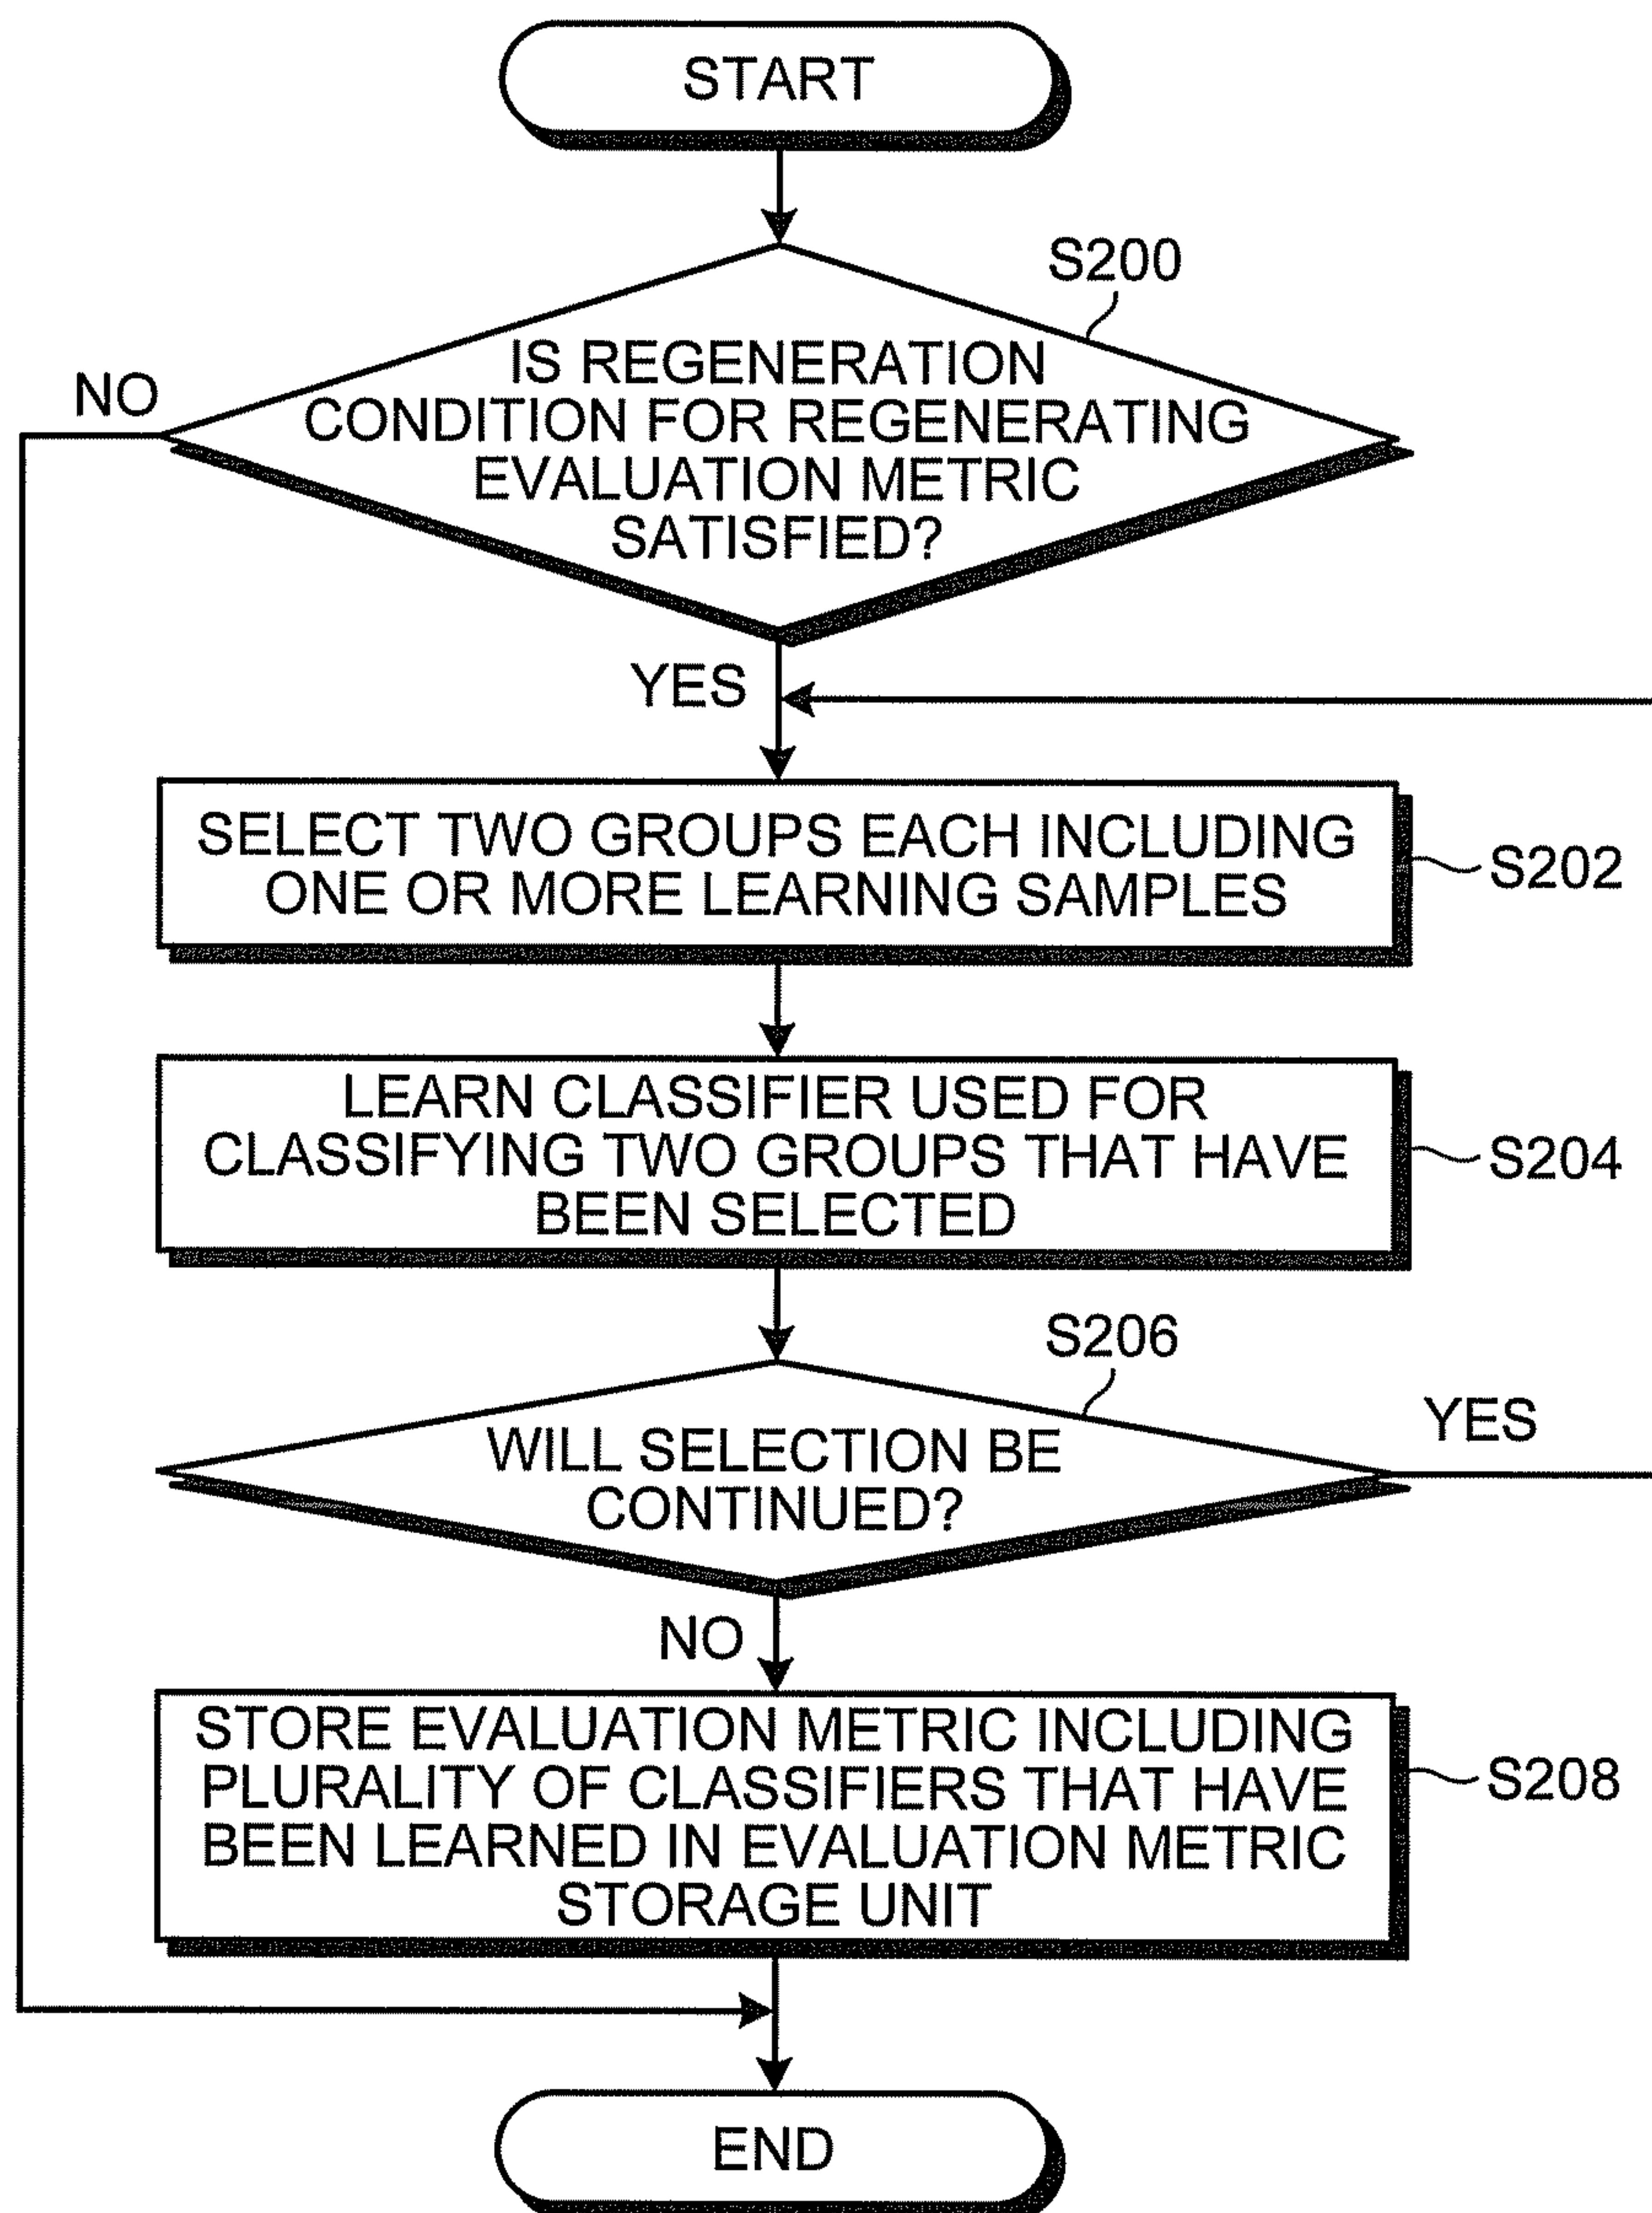 START
S200
IS REGENERATION
CONDITION FOR REGENERATING
EVALUATION METRIC
SATISFIED?
NO
YES
SELECT TWO GROUPS EACH INCLUDING
ONE OR MORE LEARNING SAMPLES
S202
LEARN CLASSIFIER USED FOR
CLASSIFYING TWO GROUPS THAT HAVE
BEEN SELECTED
S204
S206
WILL SELECTION BE
CONTINUED?
YES
NO
STORE EVALUATION METRIC INCLUDING
PLURALITY OF CLASSIFIERS THAT HAVE
BEEN LEARNED IN EVALUATION METRIC
STORAGE UNIT
S208
END